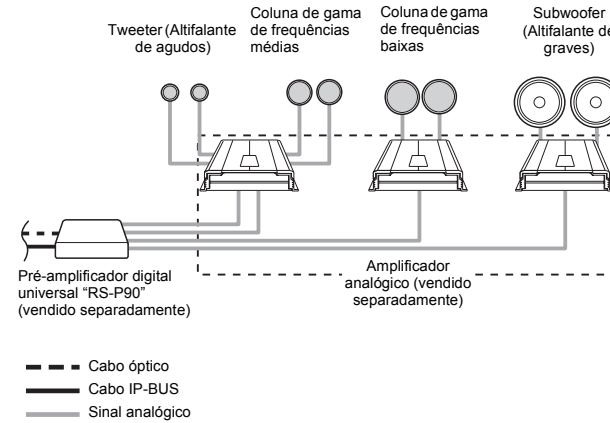 Tweeter (Altifalante
de agudos)
Coluna de gama
de frequências
médias
Coluna de gama
de frequências
baixas
Subwoofer
(Altifalante de
graves)
Pré-amplificador digital
universal “RS-P90”
(vendido separadamente)
Amplificador
analógico (vendido
separadamente)
Cabo óptico
Cabo IP-BUS
Sinal analógico